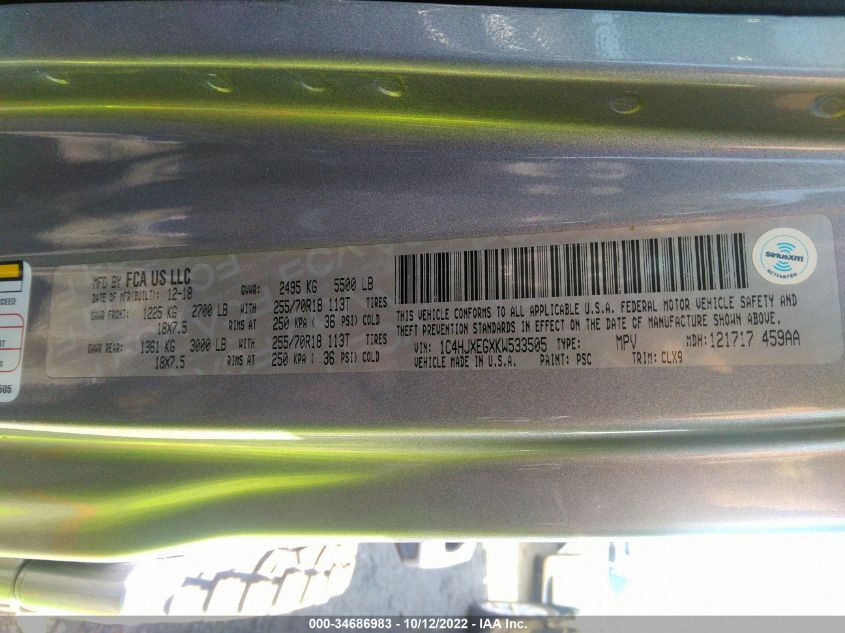 MFD BY FCA US LLC
DATE OF MFR(BUILT): 12-18 GVWR: 2495 KG 5500 LB
GAWR FRONT: 1225 KG 2700 LB WITH 255/70R18 113T TIRES
18X7.5 RIMS AT 250 KPA ( 36 PSI) COLD
GAWR REAR: 1361 KG 3000 LB WITH 255/70R18 113T TIRES
18X7.5 RIMS AT 250 KPA ( 36 PSI) COLD
THIS VEHICLE CONFORMS TO ALL APPLICABLE U.S.A. FEDERAL MOTOR VEHICLE SAFETY AND
THEFT PREVENTION STANDARDS IN EFFECT ON THE DATE OF MANUFACTURE SHOWN ABOVE.
VIN: 1C4HJXEGXKW533505 TYPE: MPV MDH: 121717 459AA
VEHICLE MADE IN U.S.A. PAINT: PSC TRIM: CLX9
SiriusXM
ACTIVATED
505
000-34686983 - 10/12/2022 - IAA Inc.